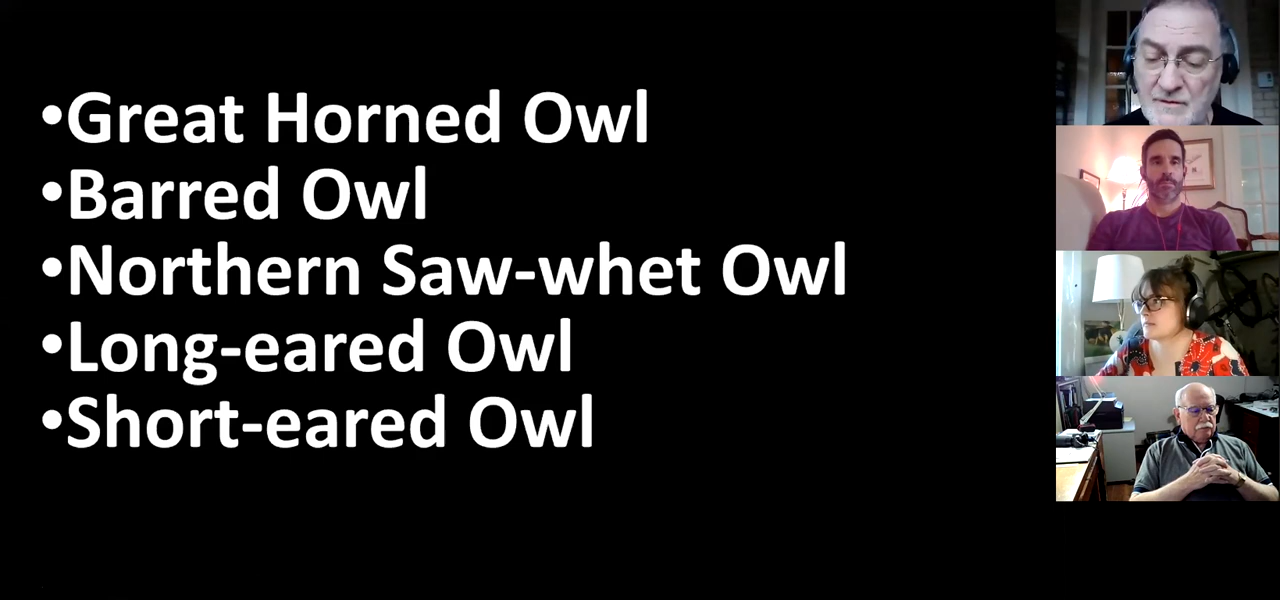 •Great Horned Owl
•Barred Owl
•Northern Saw-whet Owl
•Long-eared Owl
•Short-eared Owl